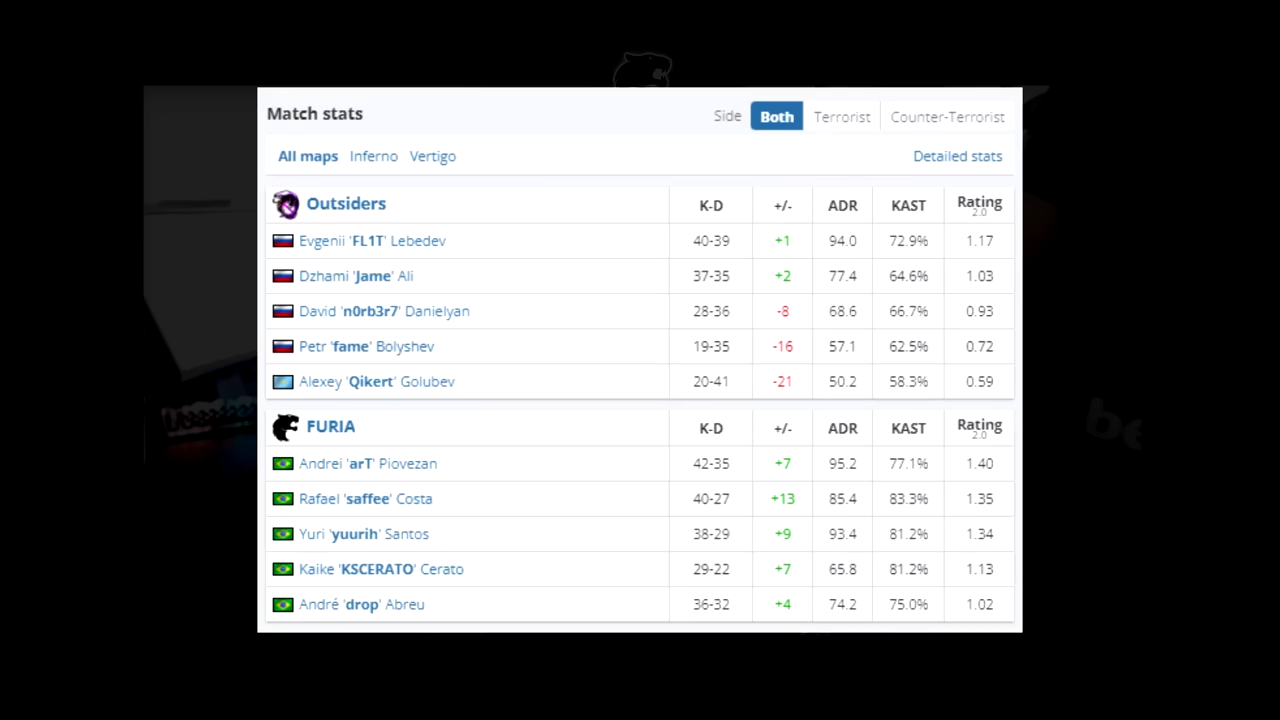 Match stats Side Both Terrorist Counter-Terrorist
All maps Inferno Vertigo Detailed stats
Outsiders K-D +/- ADR KAST Rating 2.0
Evgenii 'FL1T' Lebedev 40-39 +1 94.0 72.9% 1.17
Dzhami 'Jame' Ali 37-35 +2 77.4 64.6% 1.03
David 'n0rb3r7' Danielyan 28-36 -8 68.6 66.7% 0.93
Petr 'fame' Bolyshev 19-35 -16 57.1 62.5% 0.72
Alexey 'Qikert' Golubev 20-41 -21 50.2 58.3% 0.59
FURIA K-D +/- ADR KAST Rating 2.0
Andrei 'arT' Piovezan 42-35 +7 95.2 77.1% 1.40
Rafael 'saffee' Costa 40-27 +13 85.4 83.3% 1.35
Yuri 'yuurih' Santos 38-29 +9 93.4 81.2% 1.34
Kaike 'KSCERATO' Cerato 29-22 +7 65.8 81.2% 1.13
André 'drop' Abreu 36-32 +4 74.2 75.0% 1.02